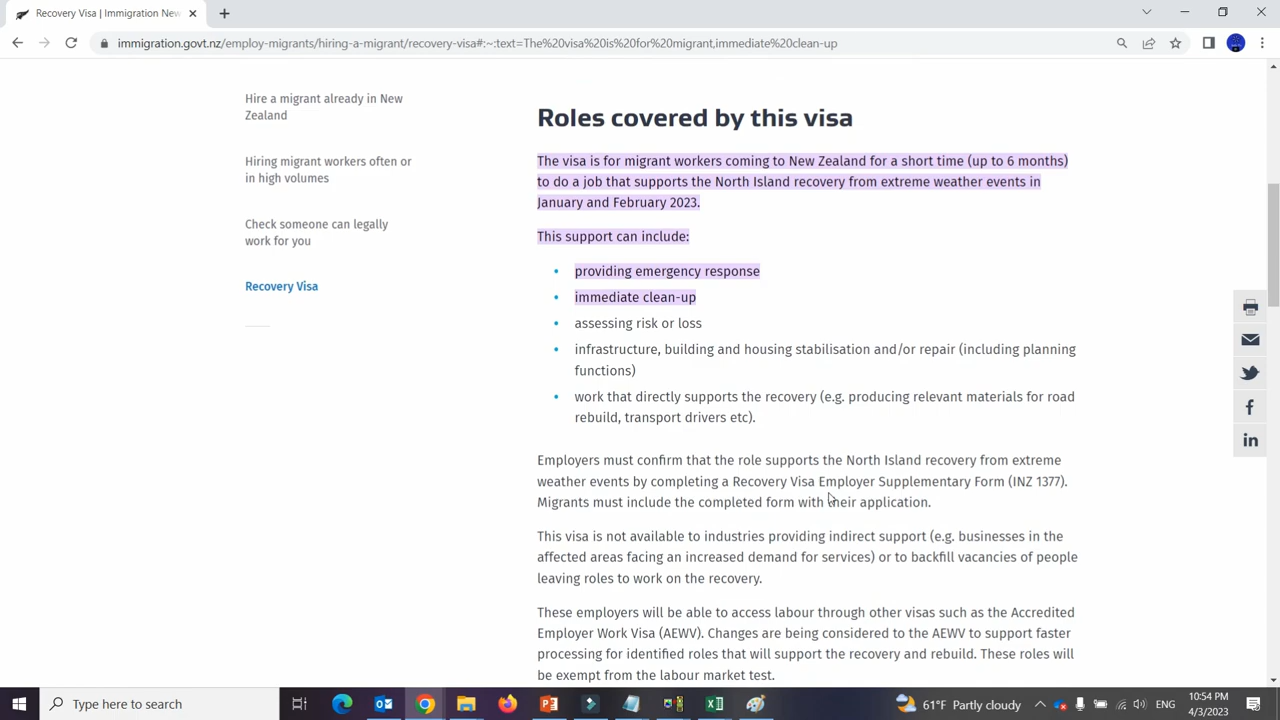 Recovery Visa | Immigration New
immigration.govt.nz/employ-migrants/hiring-a-migrant/recovery-visa#:~:text=The%20visa%20is%20for%20migrant,immediate%20clean-up
Hire a migrant already in New
Zealand
Hiring migrant workers often or
in high volumes
Check someone can legally
work for you
Recovery Visa
Roles covered by this visa
The visa is for migrant workers coming to New Zealand for a short time (up to 6 months)
to do a job that supports the North Island recovery from extreme weather events in
January and February 2023.
This support can include:
• providing emergency response
• immediate clean-up
• assessing risk or loss
• infrastructure, building and housing stabilisation and/or repair (including planning
functions)
• work that directly supports the recovery (e.g. producing relevant materials for road
rebuild, transport drivers etc).
Employers must confirm that the role supports the North Island recovery from extreme
weather events by completing a Recovery Visa Employer Supplementary Form (INZ 1377).
Migrants must include the completed form with their application.
This visa is not available to industries providing indirect support (e.g. businesses in the
affected areas facing an increased demand for services) or to backfill vacancies of people
leaving roles to work on the recovery.
These employers will be able to access labour through other visas such as the Accredited
Employer Work Visa (AEWV). Changes are being considered to the AEWV to support faster
processing for identified roles that will support the recovery and rebuild. These roles will
be exempt from the labour market test.
Type here to search
61°F Partly cloudy
ENG
10:54 PM
4/3/2023